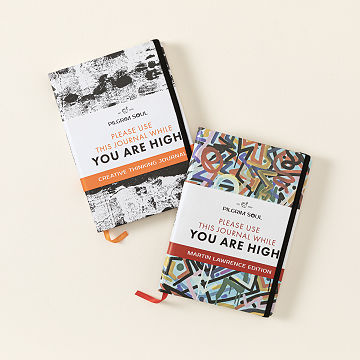 PILGRIM SOUL
PLEASE USE
THIS JOURNAL WHILE
YOU ARE HIGH
CREATIVE THINKING JOURNAL
PILGRIM SOUL
PLEASE USE
THIS JOURNAL WHILE
YOU ARE HIGH
MARTIN LAWRENCE EDITION